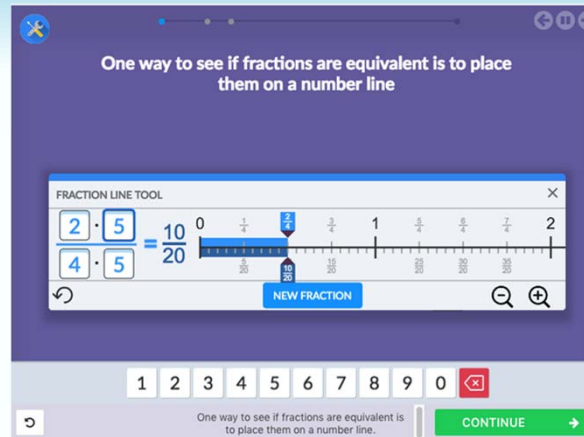 One way to see if fractions are equivalent is to place
them on a number line
FRACTION LINE TOOL
2 · 5
4 · 5
= 10
20
0 1/4 2/4 3/4 1 5/4 6/4 7/4 2
5/20 10/20 15/20 25/20 30/20 35/20
NEW FRACTION
1 2 3 4 5 6 7 8 9 0
One way to see if fractions are equivalent is
to place them on a number line.
CONTINUE